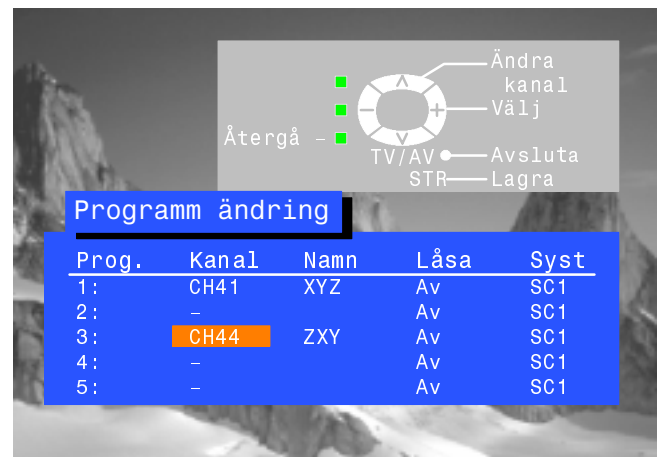 Ändra
kanal
Välj
Återgå –
TV/AV Avsluta
STR Lagra
Programm ändring
Prog. Kanal Namn Låsa Syst
1: CH41 XYZ Av SC1
2: – Av SC1
3: CH44 ZXY Av SC1
4: – Av SC1
5: – Av SC1